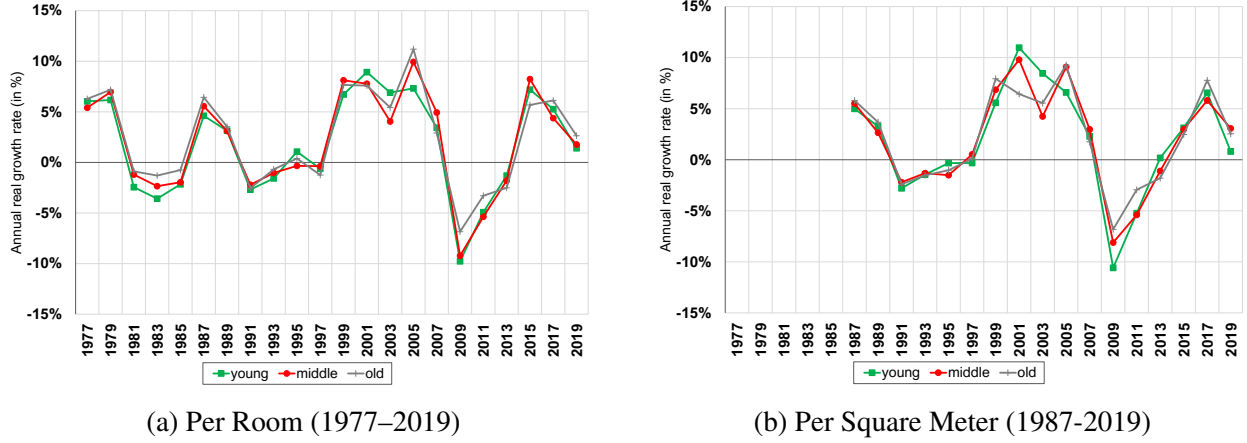 15%
10%
5%
0%
-5%
-10%
-15%
Annual real growth rate (in %)
1977 1979 1981 1983 1985 1987 1989 1991 1993 1995 1997 1999 2001 2003 2005 2007 2009 2011 2013 2015 2017 2019
young middle old
(a) Per Room (1977–2019)
15%
10%
5%
0%
-5%
-10%
-15%
Annual real growth rate (in %)
1977 1979 1981 1983 1985 1987 1989 1991 1993 1995 1997 1999 2001 2003 2005 2007 2009 2011 2013 2015 2017 2019
young middle old
(b) Per Square Meter (1987-2019)